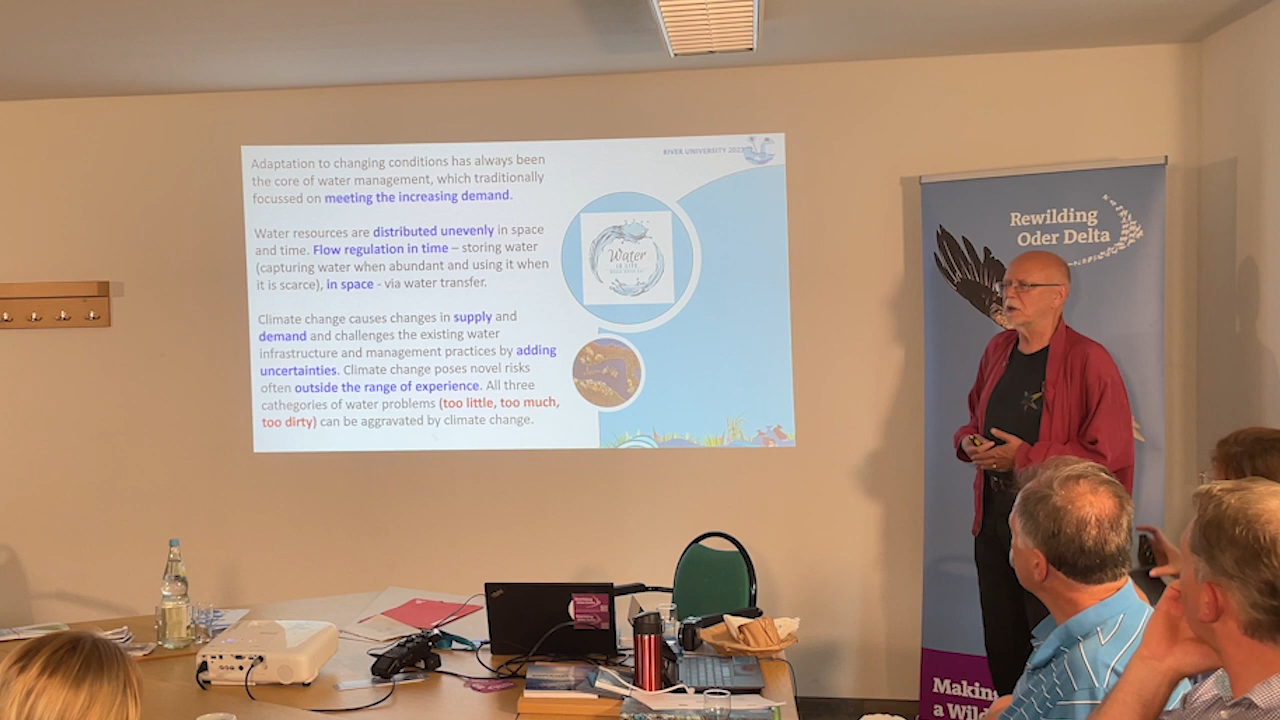 Adaptation to changing conditions has always been
the core of water management, which traditionally
focussed on meeting the increasing demand.
Water resources are distributed unevenly in space
and time. Flow regulation in time – storing water
(capturing water when abundant and using it when
it is scarce), in space - via water transfer.
Climate change causes changes in supply and
demand and challenges the existing water
infrastructure and management practices by adding
uncertainties. Climate change poses novel risks
often outside the range of experience. All three
cathegories of water problems (too little, too much,
too dirty) can be aggravated by climate change.
RIVER UNIVERSITY
Water
IS LIFE
Rewilding
Oder Delta
Making
a Wild